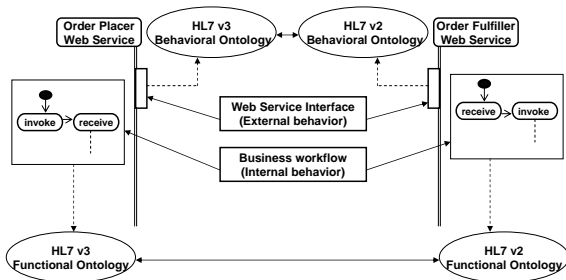 Order Placer
Web Service
HL7 v3
Behavioral Ontology
HL7 v2
Behavioral Ontology
Order Fulfiller
Web Service
invoke
receive
Web Service Interface
(External behavior)
receive
invoke
Business workflow
(Internal behavior)
HL7 v3
Functional Ontology
HL7 v2
Functional Ontology